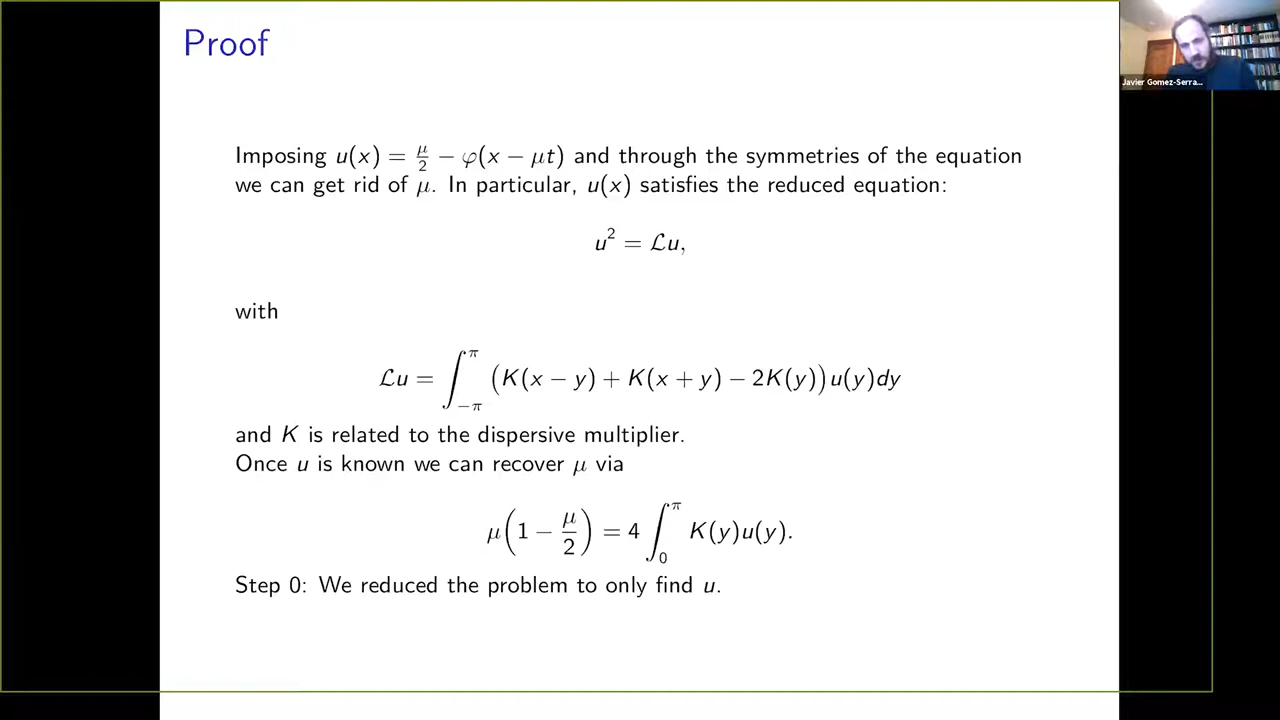 Proof
Javier Gomez-Serra...
Imposing u(x) = μ/2 − φ(x − μt) and through the symmetries of the equation
we can get rid of μ. In particular, u(x) satisfies the reduced equation:
u² = ℒu,
with
ℒu = ∫_{−π}^{π} (K(x − y) + K(x + y) − 2K(y))u(y)dy
and K is related to the dispersive multiplier.
Once u is known we can recover μ via
μ(1 − μ/2) = 4 ∫_0^π K(y)u(y).
Step 0: We reduced the problem to only find u.